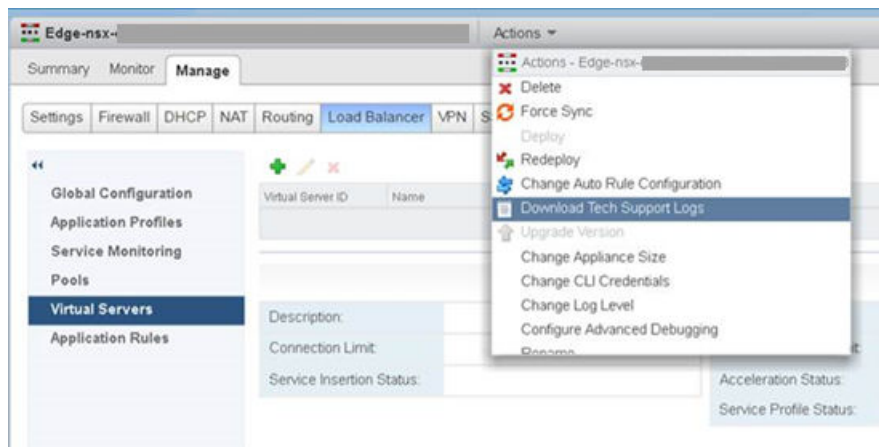 Edge-nsx-
Actions
Summary Monitor Manage
Actions - Edge-nsx-
Delete
Settings Firewall DHCP NAT Routing Load Balancer VPN
Force Sync
Deploy
Redeploy
Global Configuration
Virtual Server ID Name
Change Auto Rule Configuration
Application Profiles
Download Tech Support Logs
Service Monitoring
Upgrade Version
Pools
Change Appliance Size
Virtual Servers
Change CLI Credentials
Description:
Change Log Level
Application Rules
Configure Advanced Debugging
Connection Limit:
Rename
Service Insertion Status:
Acceleration Status:
Service Profile Status: